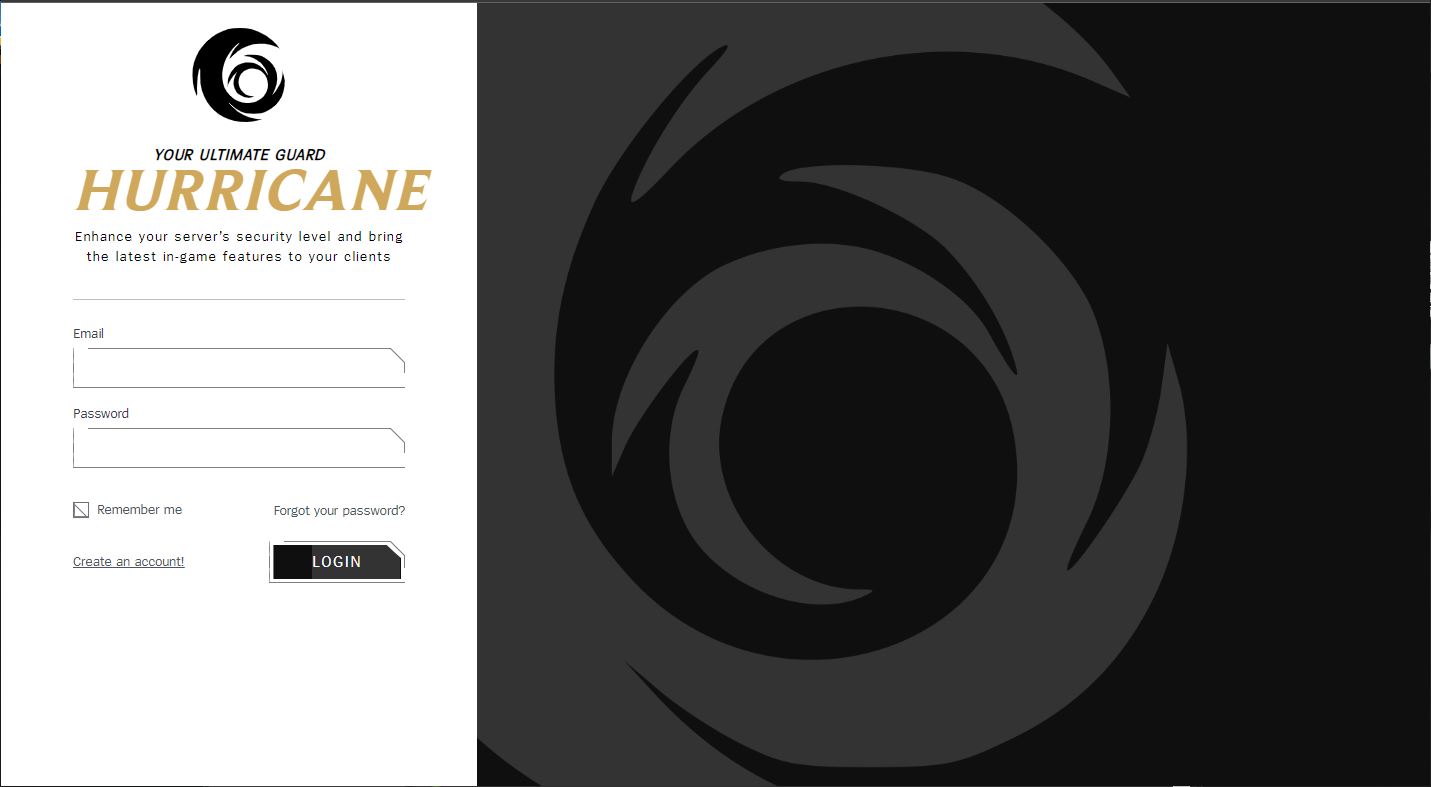 YOUR ULTIMATE GUARD
HURRICANE
Enhance your server's security level and bring
the latest in-game features to your clients
Email
Password
Remember me
Forgot your password?
Create an account!
LOGIN